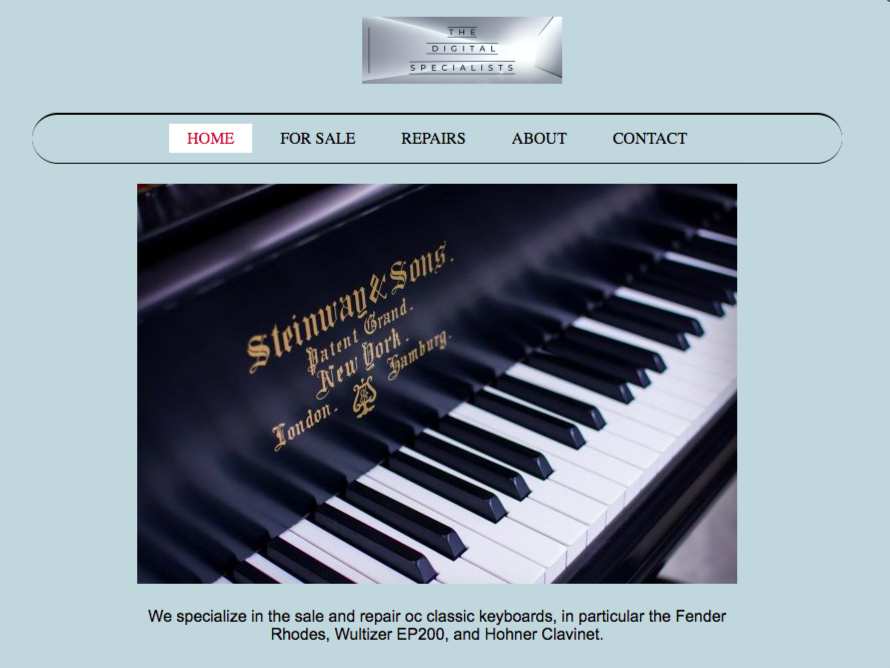 THE
DIGITAL
SPECIALISTS
HOME FOR SALE REPAIRS ABOUT CONTACT
Steinway & Sons.
Patent Grand.
New York.
London. Hamburg.
We specialize in the sale and repair oc classic keyboards, in particular the Fender
Rhodes, Wultizer EP200, and Hohner Clavinet.